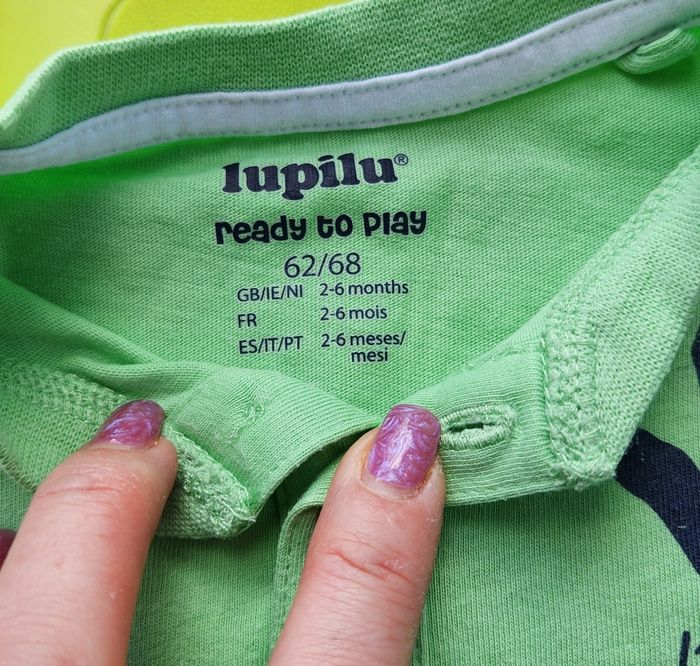 lupilu®
ready to play
62/68
GB/IE/NI 2-6 months
FR 2-6 mois
ES/IT/PT 2-6 meses/
mesi